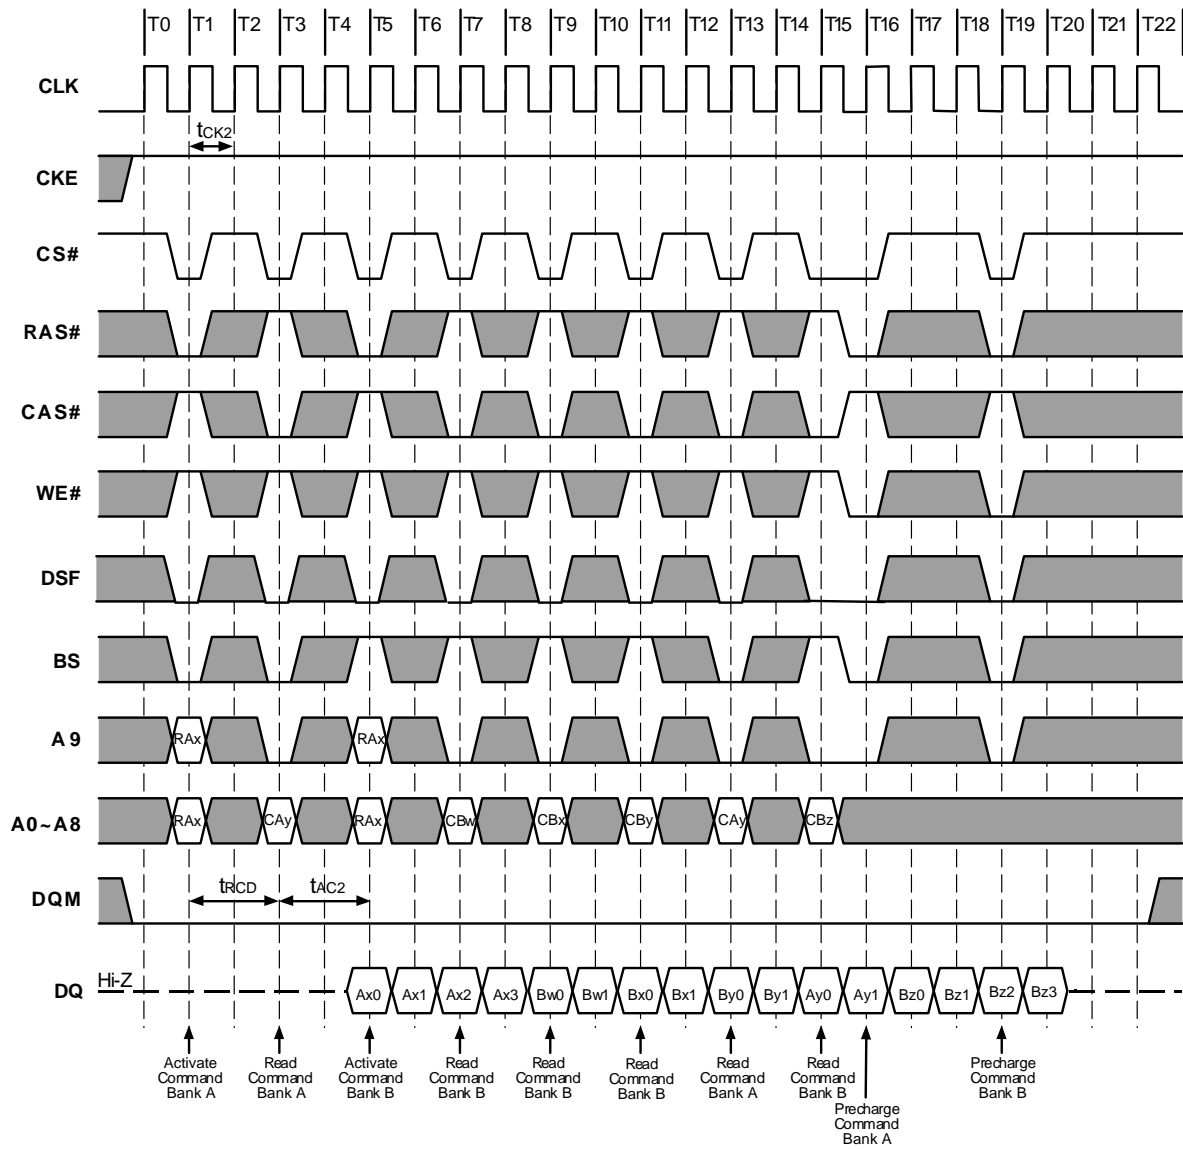 T0 T1 T2 T3 T4 T5 T6 T7 T8 T9 T10 T11 T12 T13 T14 T15 T16 T17 T18 T19 T20 T21 T22
CLK
tCK2
CKE
CS#
RAS#
CAS#
WE#
DSF
BS
A9 RAx RAx
A0~A8 RAx CAy RAx CBw CBx CBy CAy CBz
DQM tRCD tAC2
DQ Hi-Z Ax0 Ax1 Ax2 Ax3 Bw0 Bw1 Bx0 Bx1 By0 By1 Ay0 Ay1 Bz0 Bz1 Bz2 Bz3
Activate
Command
Bank A
Read
Command
Bank A
Activate
Command
Bank B
Read
Command
Bank B
Read
Command
Bank B
Read
Command
Bank B
Read
Command
Bank A
Read
Command
Bank B
Precharge
Command
Bank A
Precharge
Command
Bank B